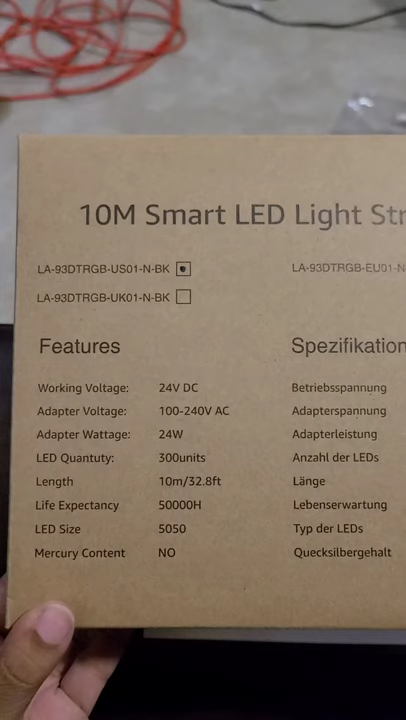 10M Smart LED Light
LA-93DTRGB-US01-N-BK
LA-93DTRGB-UK01-N-BK
LA-93DTRGB-EU01-N
Features
Working Voltage: 24V DC
Adapter Voltage: 100-240V AC
Adapter Wattage: 24W
LED Quantuty: 300units
Length 10m/32.8ft
Life Expectancy 50000H
LED Size 5050
Mercury Content NO
Spezifikation
Betriebsspannung
Adapterspannung
Adapterleistung
Anzahl der LEDs
Länge
Lebenserwartung
Typ der LEDs
Quecksilbergehalt